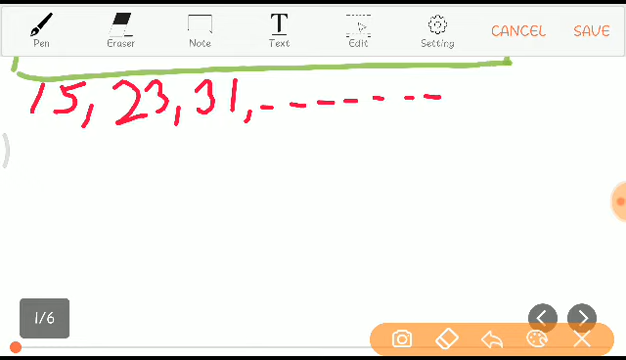 Pen Eraser Note Text Edit Setting CANCEL SAVE
15, 23, 31, - - - - - - -
1/6